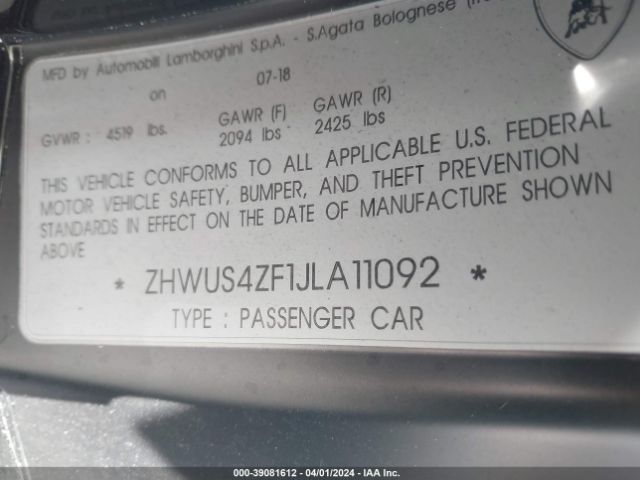 MFD by Automobili Lamborghini S.p.A. - S.Agata Bolognese
on 07-18
GVWR : 4519 lbs. GAWR (F) 2094 lbs GAWR (R) 2425 lbs
THIS VEHICLE CONFORMS TO ALL APPLICABLE U.S. FEDERAL
MOTOR VEHICLE SAFETY, BUMPER, AND THEFT PREVENTION
STANDARDS IN EFFECT ON THE DATE OF MANUFACTURE SHOWN
ABOVE
* ZHWUS4ZF1JLA11092 *
TYPE : PASSENGER CAR
000-39081612 - 04/01/2024 - IAA Inc.